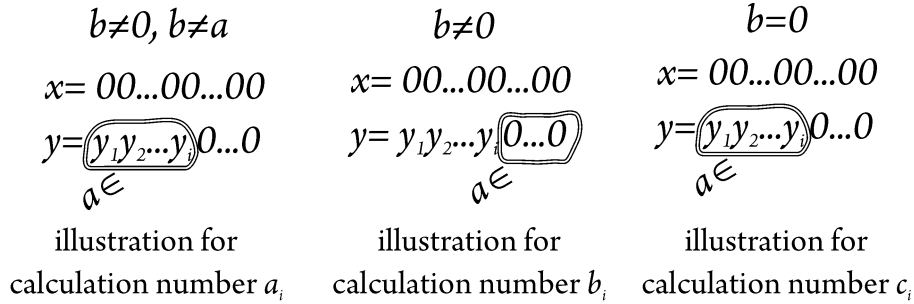 b≠0, b≠a
x= 00...00...00
y= y₁y₂...yᵢ0...0
a∈
illustration for
calculation number aᵢ
b≠0
x= 00...00...00
y= y₁y₂...yᵢ0...0
a∈
illustration for
calculation number bᵢ
b=0
x= 00...00...00
y= y₁y₂...yᵢ0...0
a∈
illustration for
calculation number cᵢ